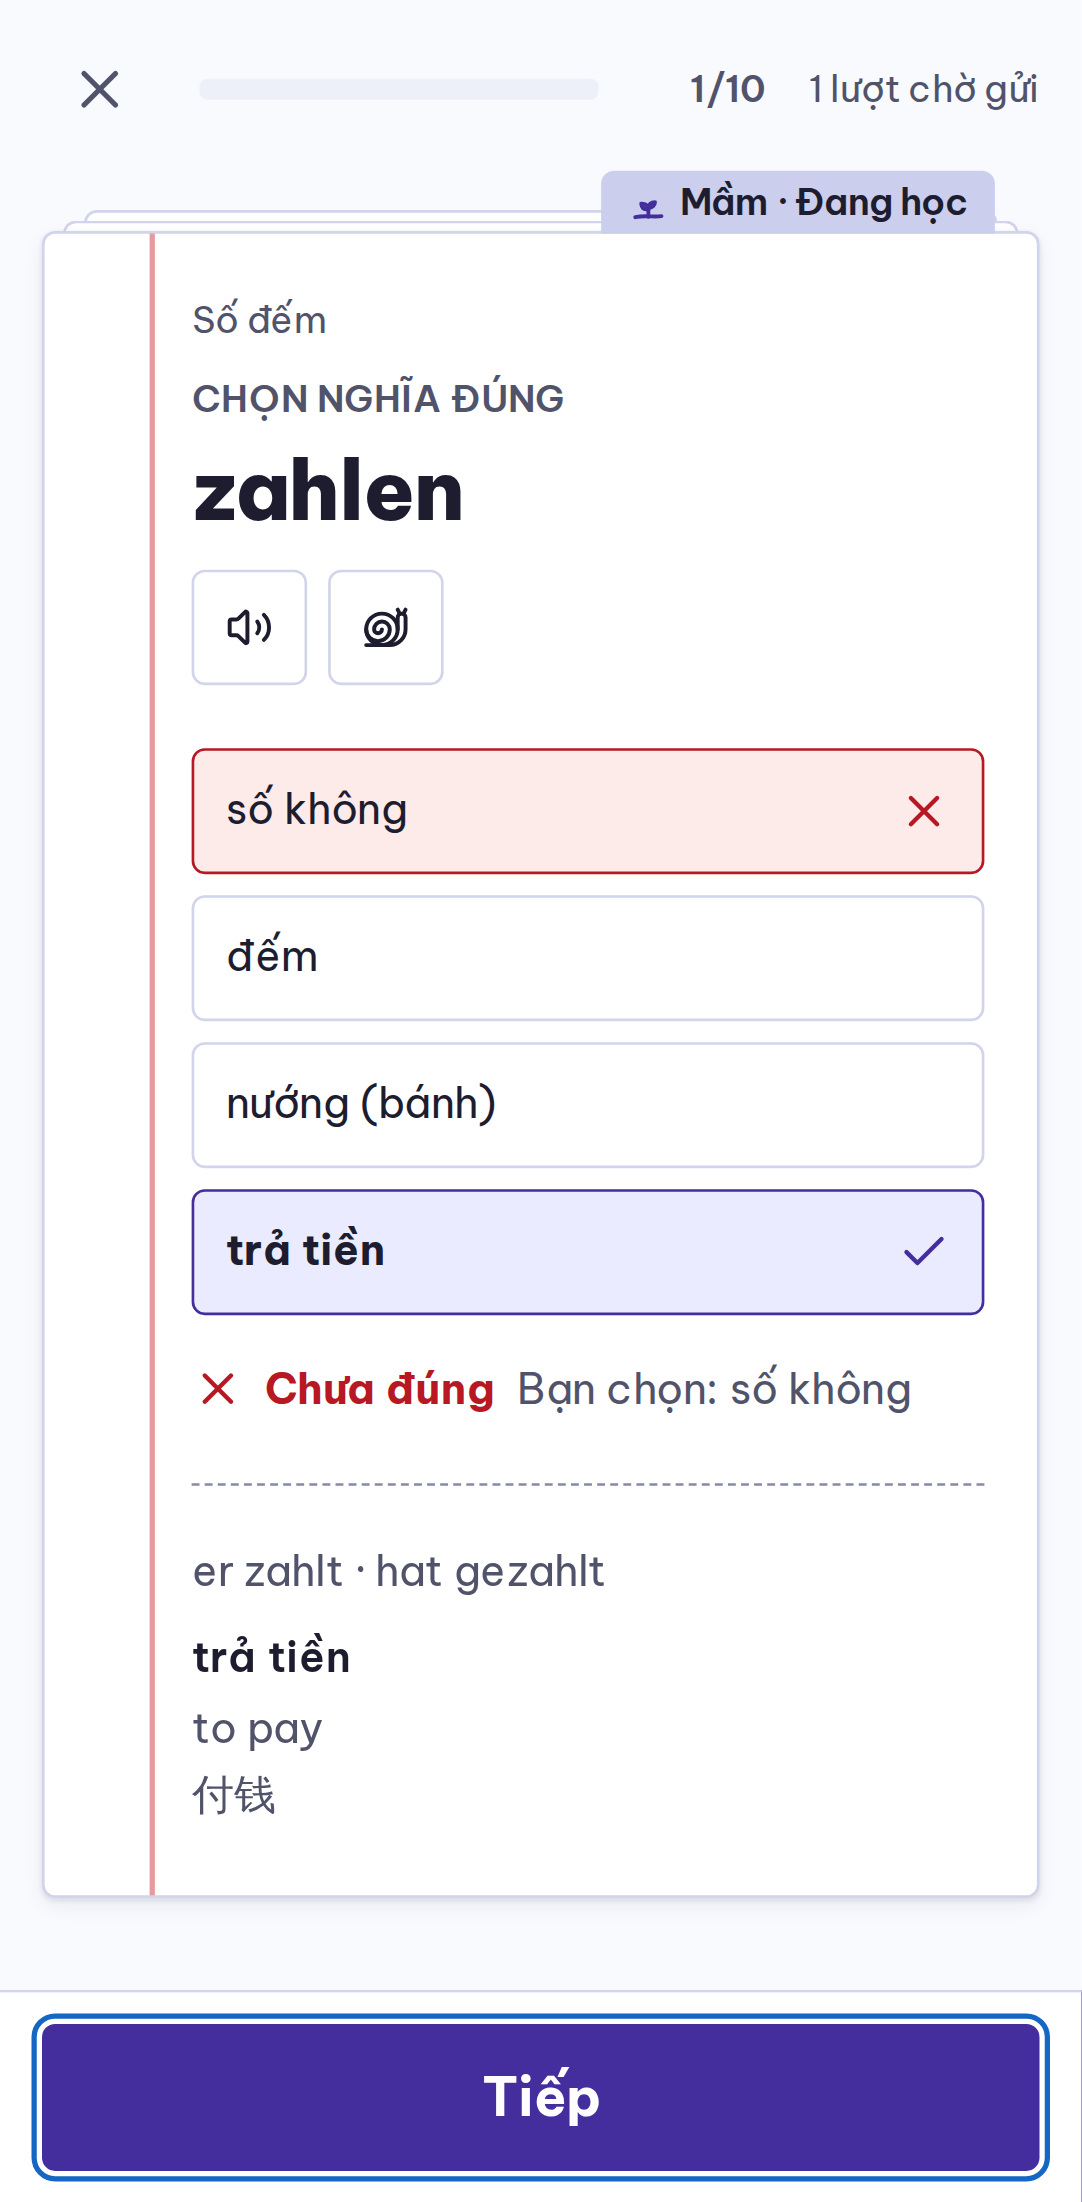 1/10 1 lượt chờ gửi
Mầm · Đang học
Số đếm
CHỌN NGHĨA ĐÚNG
zahlen
số không
đếm
nướng (bánh)
trả tiền
Chưa đúng Bạn chọn: số không
er zahlt · hat gezahlt
trả tiền
to pay
付钱
Tiếp